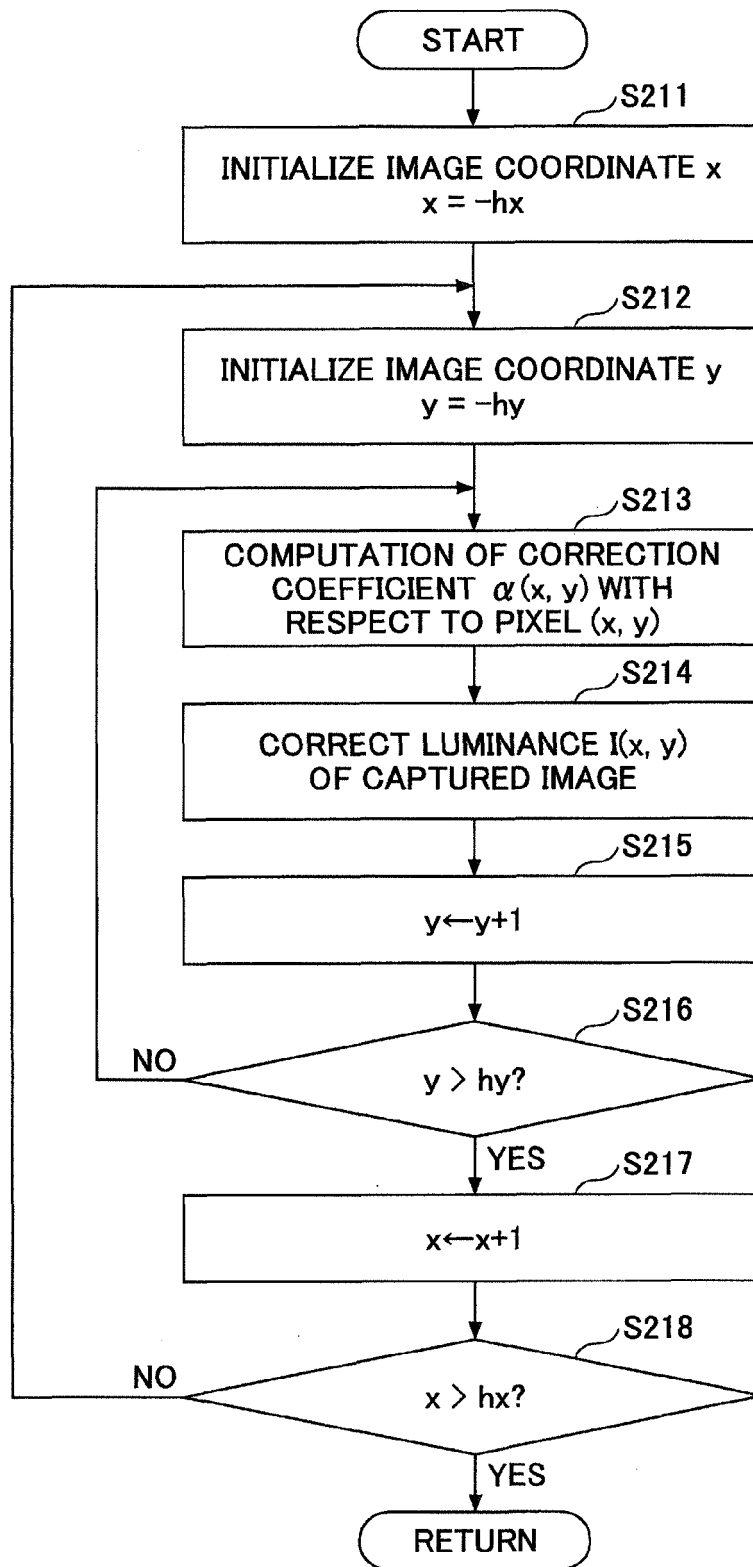 START
S211
INITIALIZE IMAGE COORDINATE x
x = -hx
S212
INITIALIZE IMAGE COORDINATE y
y = -hy
S213
COMPUTATION OF CORRECTION
COEFFICIENT α(x, y) WITH
RESPECT TO PIXEL (x, y)
S214
CORRECT LUMINANCE I(x, y)
OF CAPTURED IMAGE
S215
y←y+1
S216
NO
y > hy?
YES
S217
x←x+1
S218
NO
x > hx?
YES
RETURN